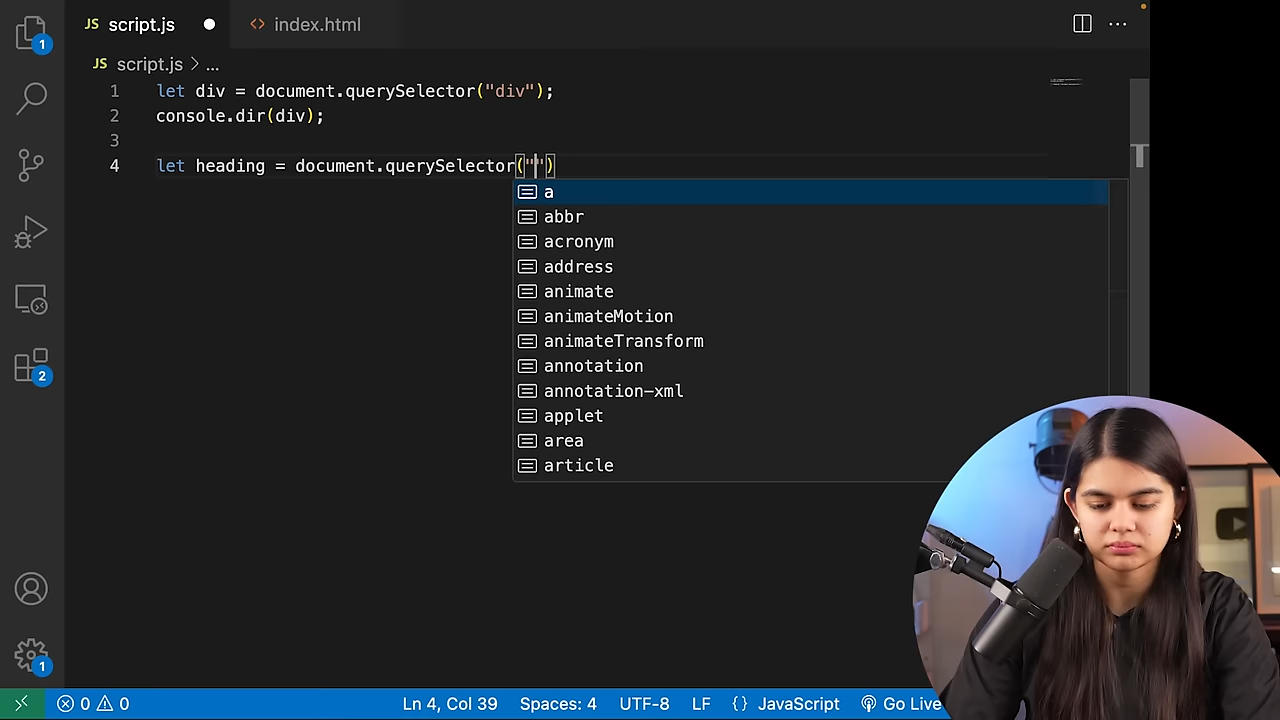 JS script.js
<> index.html
1
JS script.js > ...
1 let div = document.querySelector("div");
2 console.dir(div);
3
4 let heading = document.querySelector("")
a
abbr
acronym
address
animate
animateMotion
animateTransform
annotation
annotation-xml
applet
area
article
2
1
0 0
Ln 4, Col 39
Spaces: 4
UTF-8
LF
{} JavaScript
Go Live